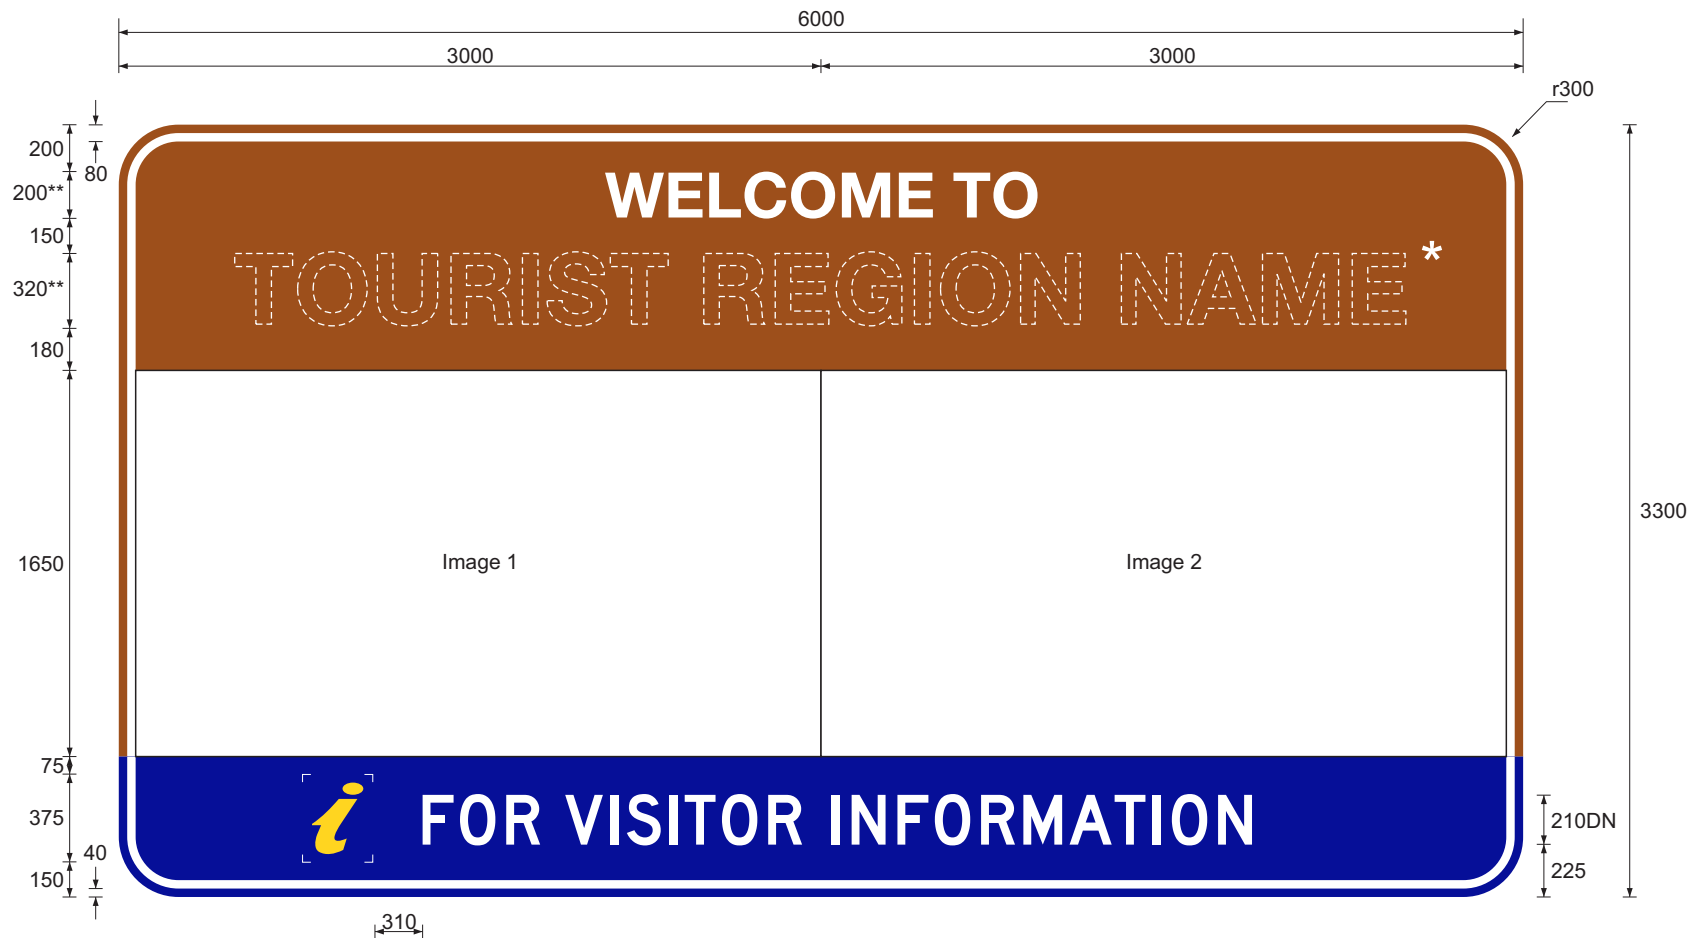 6000
3000 3000
r300
200
80
200**
WELCOME TO
150
TOURIST REGION NAME*
320**
180
1650
Image 1 Image 2
3300
75
i FOR VISITOR INFORMATION
375
210DN
40
150
225
310